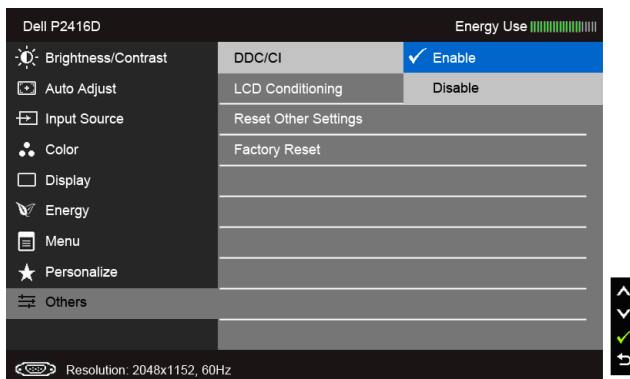 Dell P2416D
Energy Use
Brightness/Contrast
DDC/CI
Enable
Auto Adjust
LCD Conditioning
Disable
Input Source
Reset Other Settings
Color
Factory Reset
Display
Energy
Menu
Personalize
Others
Resolution: 2048x1152, 60Hz